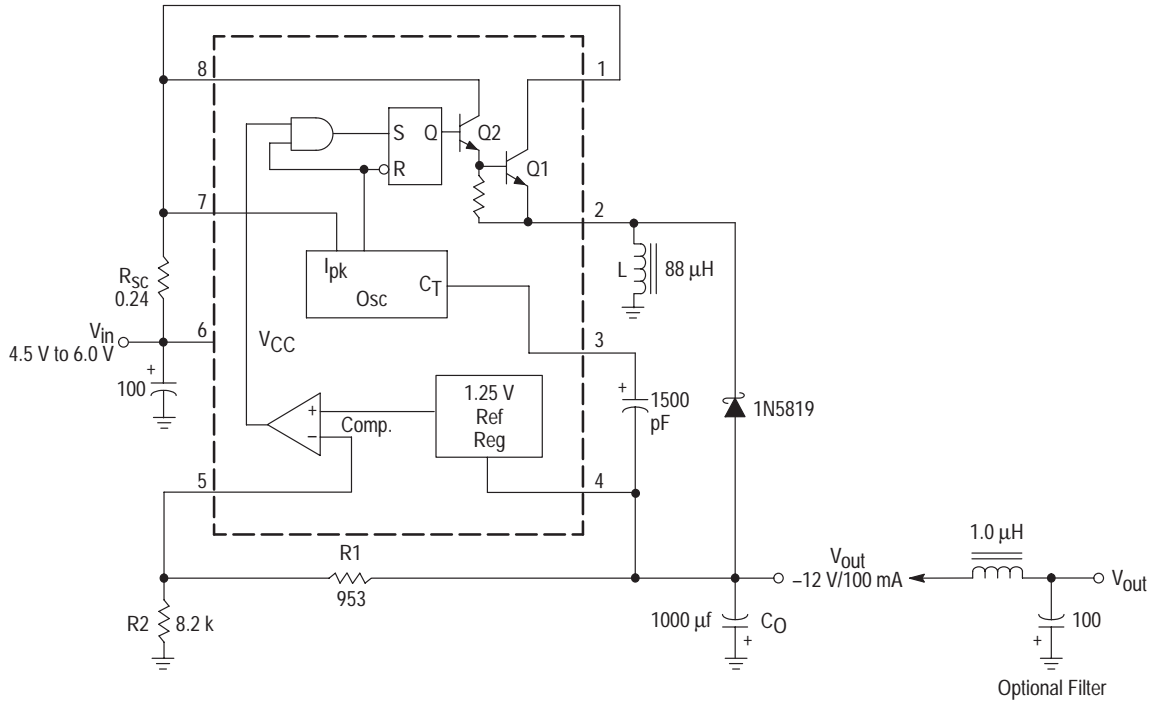 8
1
S
Q
Q2
R
Q1
7
2
Ipk
CT
Osc
L
88 µH
RSC
0.24
Vin
4.5 V to 6.0 V
6
VCC
3
100
+
1.25 V
Ref
Reg
+
−
Comp.
+
1500
pF
1N5819
5
4
R1
953
1.0 µH
Vout
–12 V/100 mA
Vout
R2
8.2 k
1000 µf
CO
+
100
+
Optional Filter